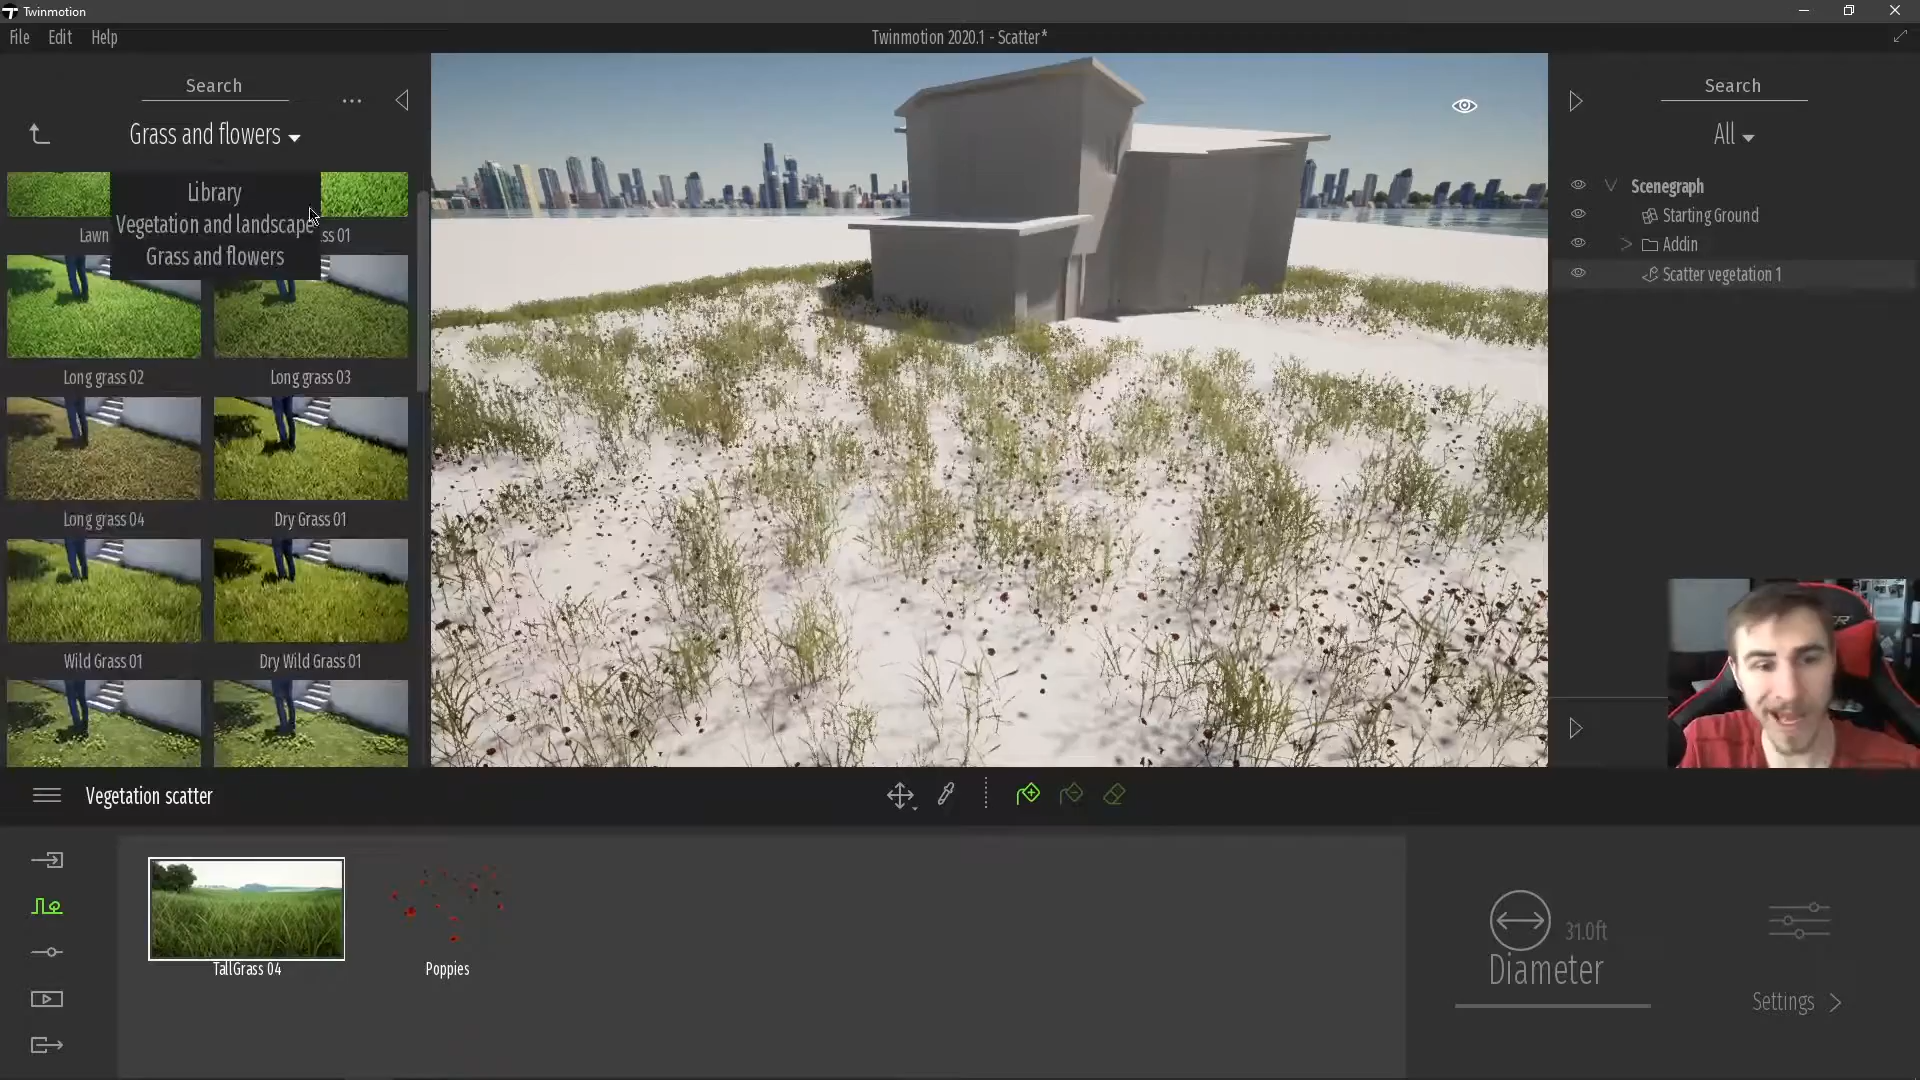 Twinmotion
File Edit Help
Twinmotion 2020.1 - Scatter*
Search
Grass and flowers
Library
Vegetation and landscape
Grass and flowers
Lawn
ss 01
Long grass 02
Long grass 03
Long grass 04
Dry Grass 01
Wild Grass 01
Dry Wild Grass 01
Search
All
Scenegraph
Starting Ground
Addin
Scatter vegetation 1
Vegetation scatter
TallGrass 04
Poppies
31.0ft
Diameter
Settings